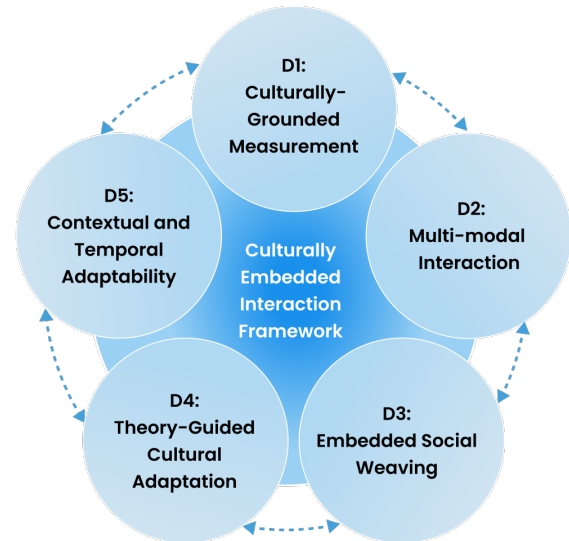 D1:
Culturally-
Grounded
Measurement
D2:
Multi-modal
Interaction
D3:
Embedded Social
Weaving
D4:
Theory-Guided
Cultural
Adaptation
D5:
Contextual and
Temporal
Adaptability
Culturally
Embedded
Interaction
Framework